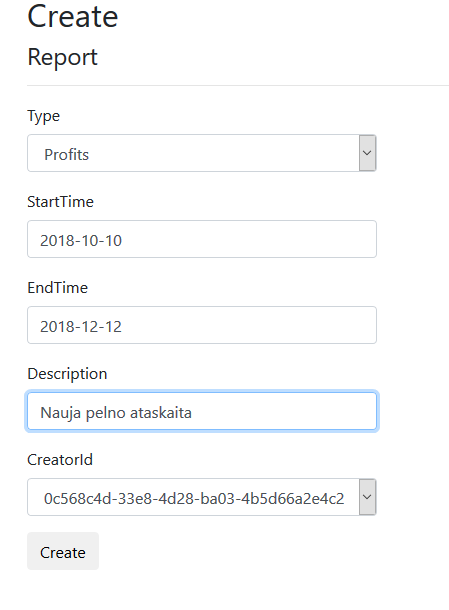 Create
Report
Type
Profits
StartTime
2018-10-10
EndTime
2018-12-12
Description
Nauja pelno ataskaita
CreatorId
0c568c4d-33e8-4d28-ba03-4b5d66a2e4c2
Create